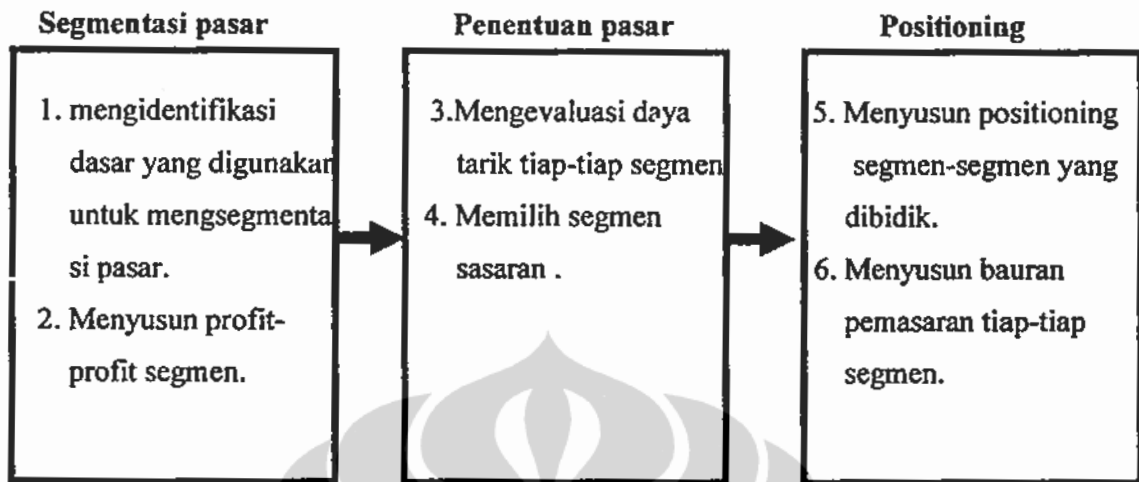 Segmentasi pasar
1. mengidentifikasi
dasar yang digunakan
untuk mengsegmenta
si pasar.
2. Menyusun profit-
profit segmen.
Penentuan pasar
3.Mengevaluasi daya
tarik tiap-tiap segmen
4. Memilih segmen
sasaran .
Positioning
5. Menyusun positioning
segmen-segmen yang
dibidik.
6. Menyusun bauran
pemasaran tiap-tiap
segmen.